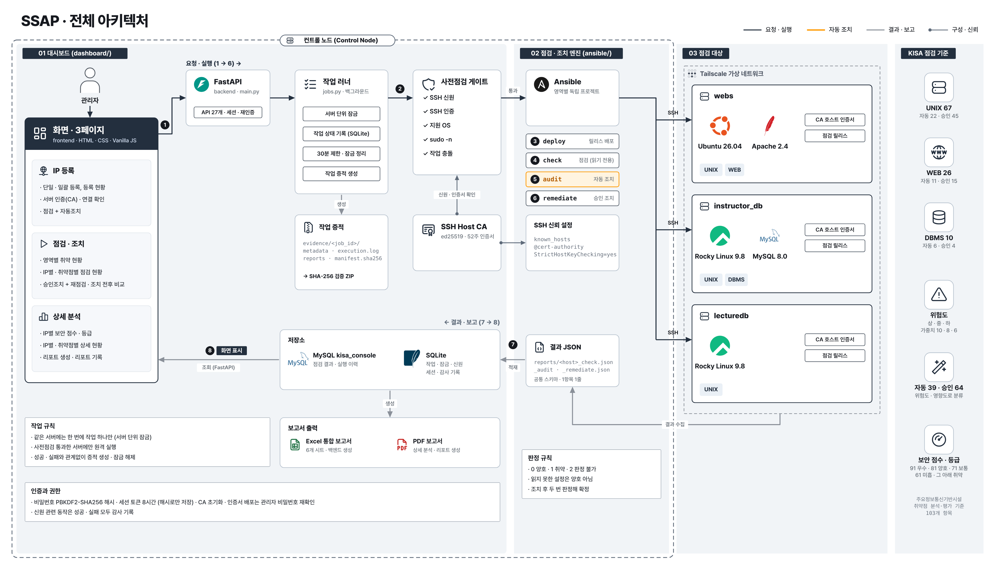 SSAP · 전체 아키텍처
요청 · 실행
자동 조치
결과 · 보고
구성 · 신뢰
컨트롤 노드 (Control Node)
01 대시보드 (dashboard/)
관리자
화면 · 3페이지
frontend · HTML · CSS · Vanilla JS
IP 등록
· 단일 · 일괄 등록, 등록 현황
· 서버 인증(CA) · 연결 확인
· 점검 + 자동조치
점검 · 조치
· 영역별 취약 현황
· IP별 · 취약점별 점검 현황
· 승인조치 + 재점검 · 조치 전후 비교
상세 분석
· IP별 보안 점수 · 등급
· IP별 · 취약점별 상세 현황
· 리포트 생성 · 리포트 기록
1
요청 · 실행 (1 → 6) →
FastAPI
backend · main.py
API 27개 · 세션 · 재인증
작업 러너
jobs.py · 백그라운드
서버 단위 잠금
작업 상태 기록 (SQLite)
30분 제한 · 잠금 정리
작업 증적 생성
2
사전점검 게이트
✓ SSH 신원
✓ SSH 인증
✓ 지원 OS
✓ sudo -n
✓ 작업 충돌
통과
생성
작업 증적
evidence/<job_id>/
metadata · execution.log
reports · manifest.sha256
→ SHA-256 검증 ZIP
신원 · 인증서 확인
SSH Host CA
ed25519 · 52주 인증서
02 점검 · 조치 엔진 (ansible/)
Ansible
영역별 독립 프로젝트
3 deploy 릴리스 배포
4 check 점검 (읽기 전용)
5 audit 자동 조치
6 remediate 승인 조치
SSH 신뢰 설정
known_hosts
@cert-authority
StrictHostKeyChecking=yes
← 결과 · 보고 (7 → 8)
저장소
MySQL
MySQL kisa_console
점검 결과 · 실행 이력
SQLite
작업 · 잠금 · 신원
세션 · 감사 기록
8 화면 표시
조회 (FastAPI)
7
적재
결과 JSON
reports/<host>_check.json
_audit · _remediate.json
공통 스키마 · 1항목 1줄
생성
보고서 출력
Excel 통합 보고서
6개 시트 · 백엔드 생성
PDF
PDF 보고서
상세 분석 · 리포트 생성
작업 규칙
· 같은 서버에는 한 번에 작업 하나만 (서버 단위 잠금)
· 사전점검 통과한 서버에만 원격 실행
· 성공 · 실패와 관계없이 증적 생성 · 잠금 해제
인증과 권한
· 비밀번호 PBKDF2-SHA256 해시 · 세션 토큰 8시간 (해시로만 저장) · CA 초기화 · 인증서 배포는 관리자 비밀번호 재확인
· 신원 관련 동작은 성공 · 실패 모두 감사 기록
판정 규칙
· 0 양호 · 1 취약 · 2 판정 불가
· 읽지 못한 설정은 양호 아님
· 조치 후 두 번 판정해 확정
결과 수집
03 점검 대상
Tailscale 가상 네트워크
SSH
webs
Ubuntu 26.04
Apache 2.4
CA 호스트 인증서
점검 릴리스
UNIX
WEB
SSH
instructor_db
Rocky Linux 9.8
MySQL
MySQL 8.0
CA 호스트 인증서
점검 릴리스
UNIX
DBMS
SSH
lecturedb
Rocky Linux 9.8
CA 호스트 인증서
점검 릴리스
UNIX
KISA 점검 기준
UNIX 67
자동 22 · 승인 45
WWW
WEB 26
자동 11 · 승인 15
DBMS 10
자동 6 · 승인 4
위험도
상 · 중 · 하
가중치 10 · 8 · 6
자동 39 · 승인 64
위험도 · 영향도로 분류
보안 점수 · 등급
91 우수 · 81 양호 · 71 보통
61 미흡 · 그 아래 취약
주요정보통신기반시설
취약점 분석·평가 기준
103개 항목